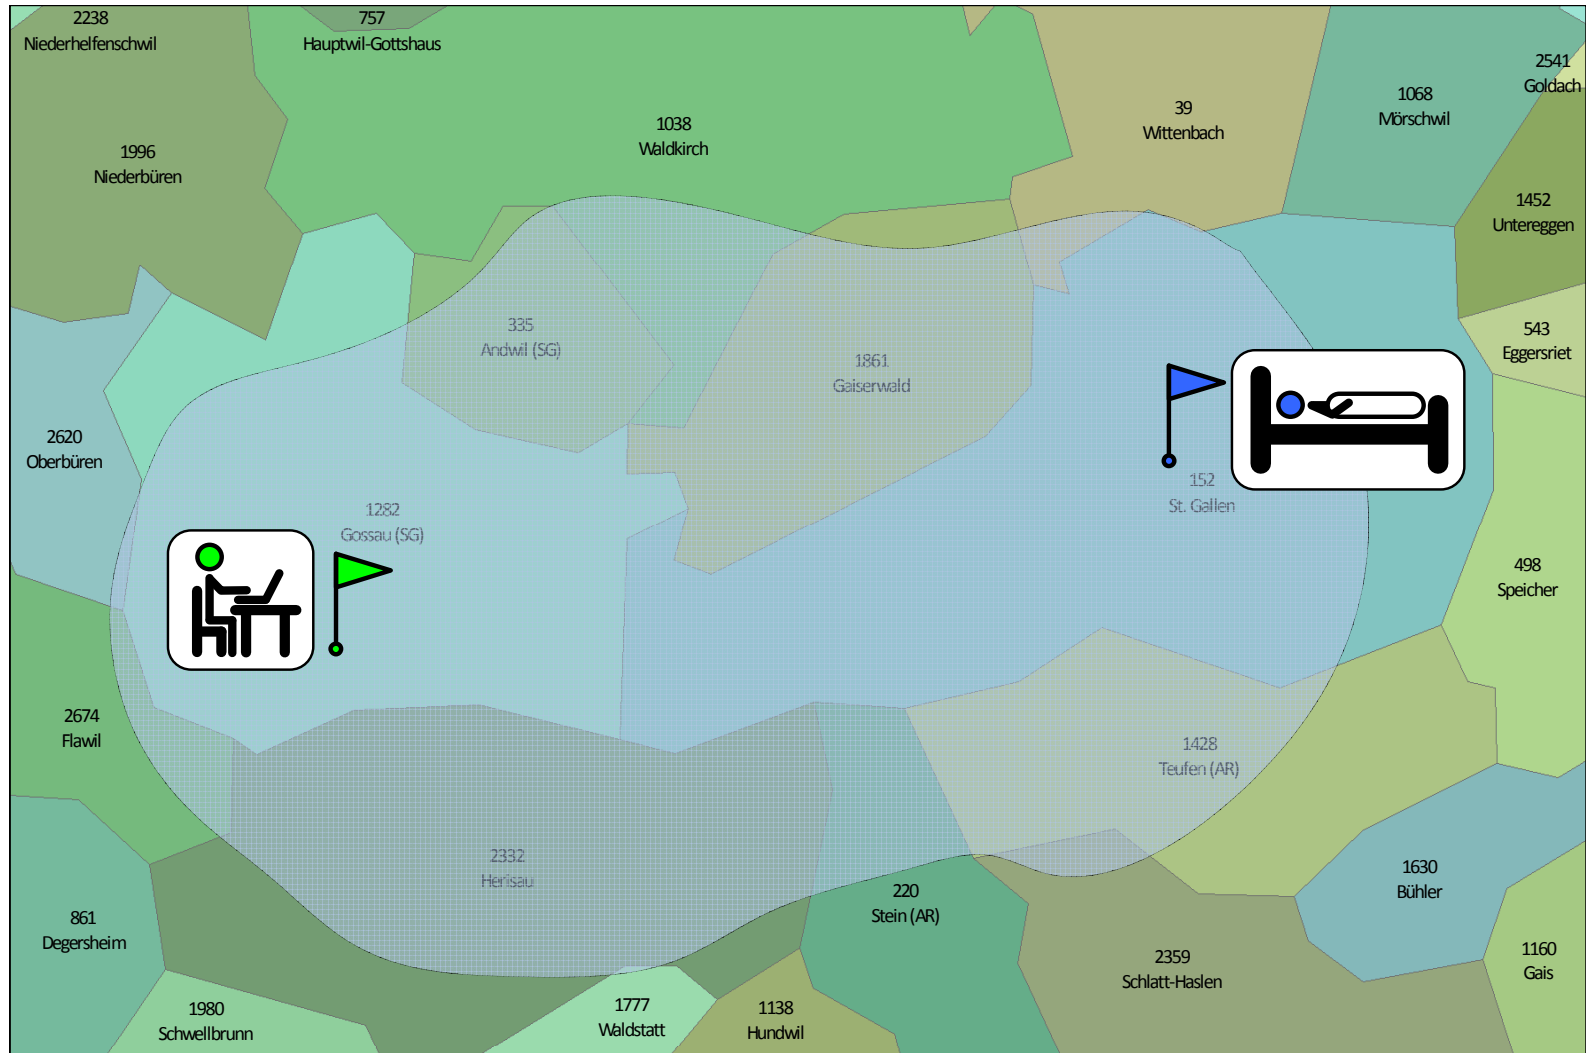 2238
Niederhelfenschwil
757
Hauptwil-Gottshaus
2541
Goldach
1068
Mörschwil
39
Wittenbach
1038
Waldkirch
1996
Niederbüren
1452
Untereggen
335
Andwil (SG)
543
Eggersriet
1861
Gaiserwald
2620
Oberbüren
152
St. Gallen
1282
Gossau (SG)
498
Speicher
2674
Flawil
1428
Teufen (AR)
2332
Herisau
1630
Bühler
220
Stein (AR)
861
Degersheim
1160
Gais
2359
Schlatt-Haslen
1980
Schwellbrunn
1777
Waldstatt
1138
Hundwil